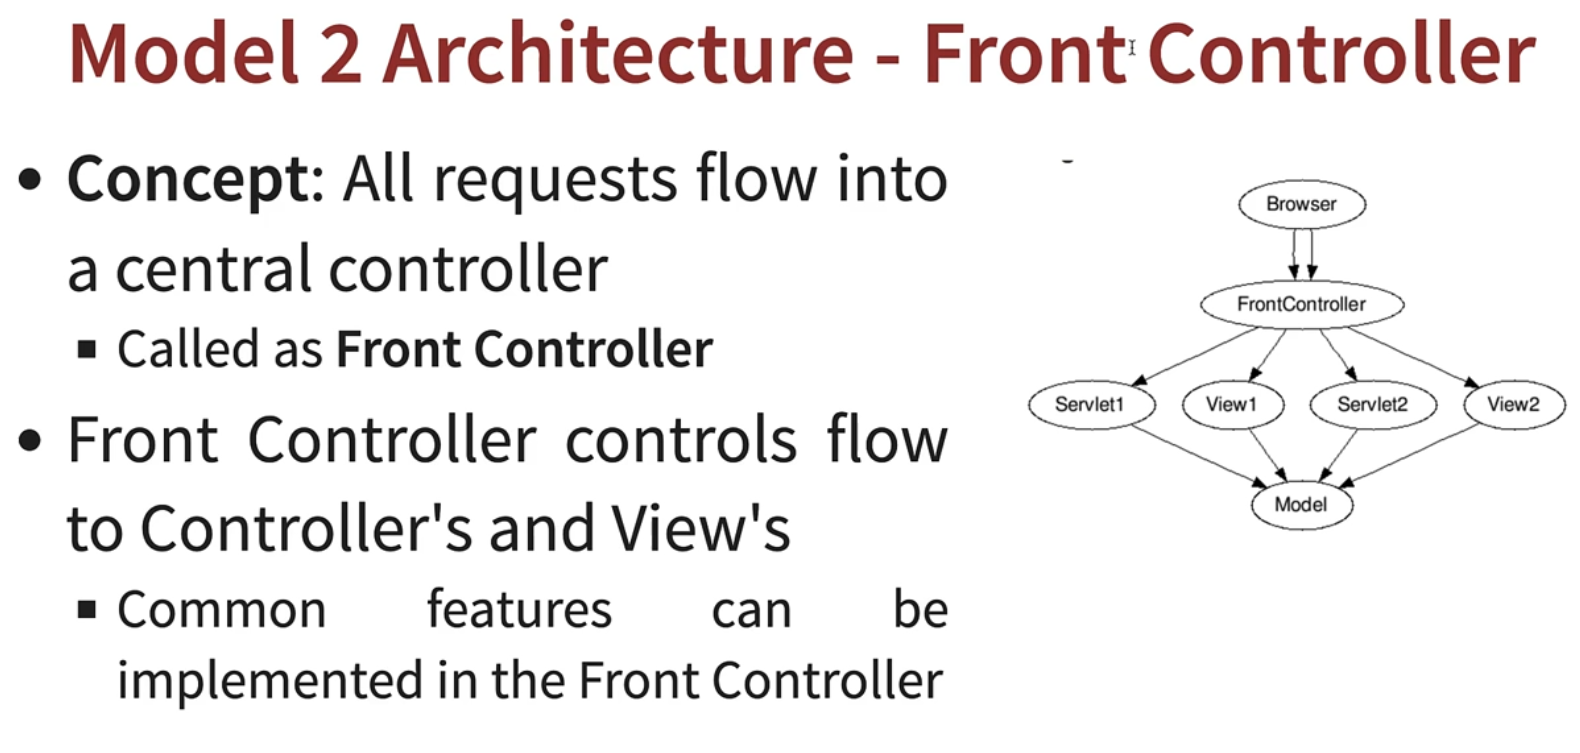 Model 2 Architecture - Front Controller
• Concept: All requests flow into
a central controller
▪ Called as Front Controller
• Front Controller controls flow
to Controller's and View's
▪ Common features can be
implemented in the Front Controller
Browser
FrontController
Servlet1 View1 Servlet2 View2
Model